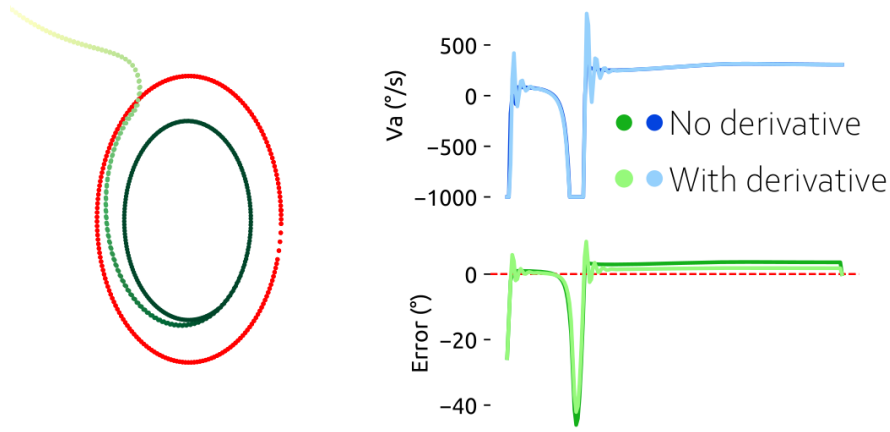 Va (°/s)
500
0
−500
−1000
No derivative
With derivative
Error (°)
0
−20
−40